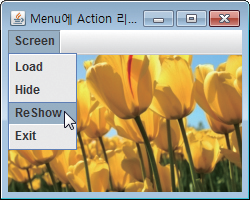 Menu에 Action 리...
Screen
Load
Hide
ReShow
Exit